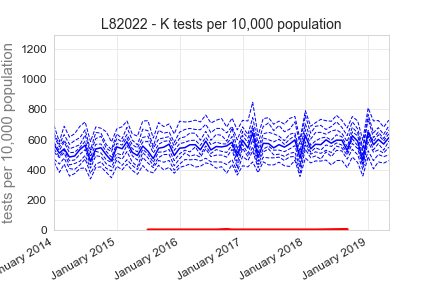 L82022 - K tests per 10,000 population
tests per 10,000 population
1200
1000
800
600
400
200
0
nuary 2014
January 2015
January 2016
January 2017
January 2018
January 2019